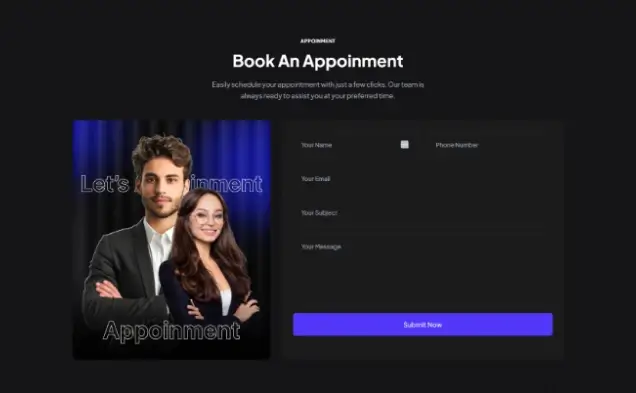 APPOINMENT
Book An Appoinment
Easily schedule your appointment with just a few clicks. Our team is
always ready to assist you at your preferred time.
Let's inment
Appoinment
Your Name
Phone Number
Your Email
Your Subject
Your Message
Submit Now